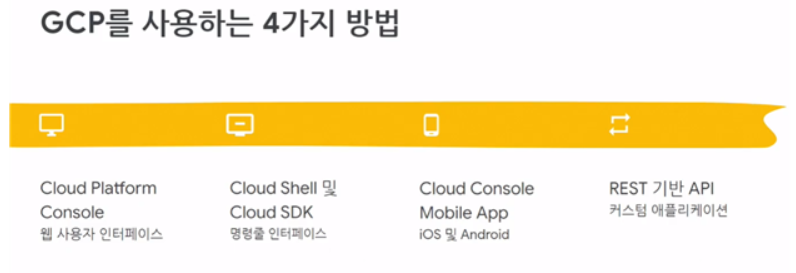 GCP를 사용하는 4가지 방법
Cloud Platform
Console
웹 사용자 인터페이스
Cloud Shell 및
Cloud SDK
명령줄 인터페이스
Cloud Console
Mobile App
iOS 및 Android
REST 기반 API
커스텀 애플리케이션